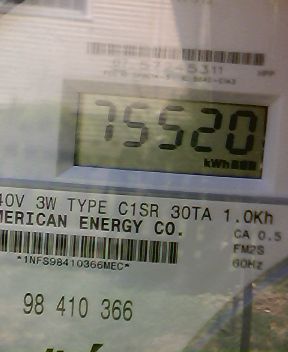 75520
kWh
40V 3W TYPE C1SR 30TA 1.0Kh
MERICAN ENERGY CO.
CA 0.5
FM2S
60Hz
*1NFS98410366MEC*
98 410 366